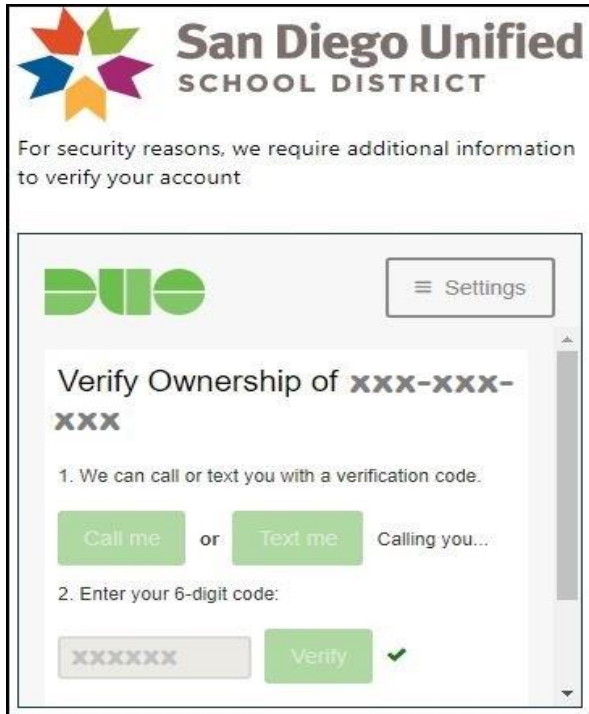 San Diego Unified
SCHOOL DISTRICT
For security reasons, we require additional information
to verify your account
DUO
≡ Settings
Verify Ownership of xxx-xxx-
xxx
1. We can call or text you with a verification code.
Call me or Text me Calling you...
2. Enter your 6-digit code:
xxxxxx Verify ✔